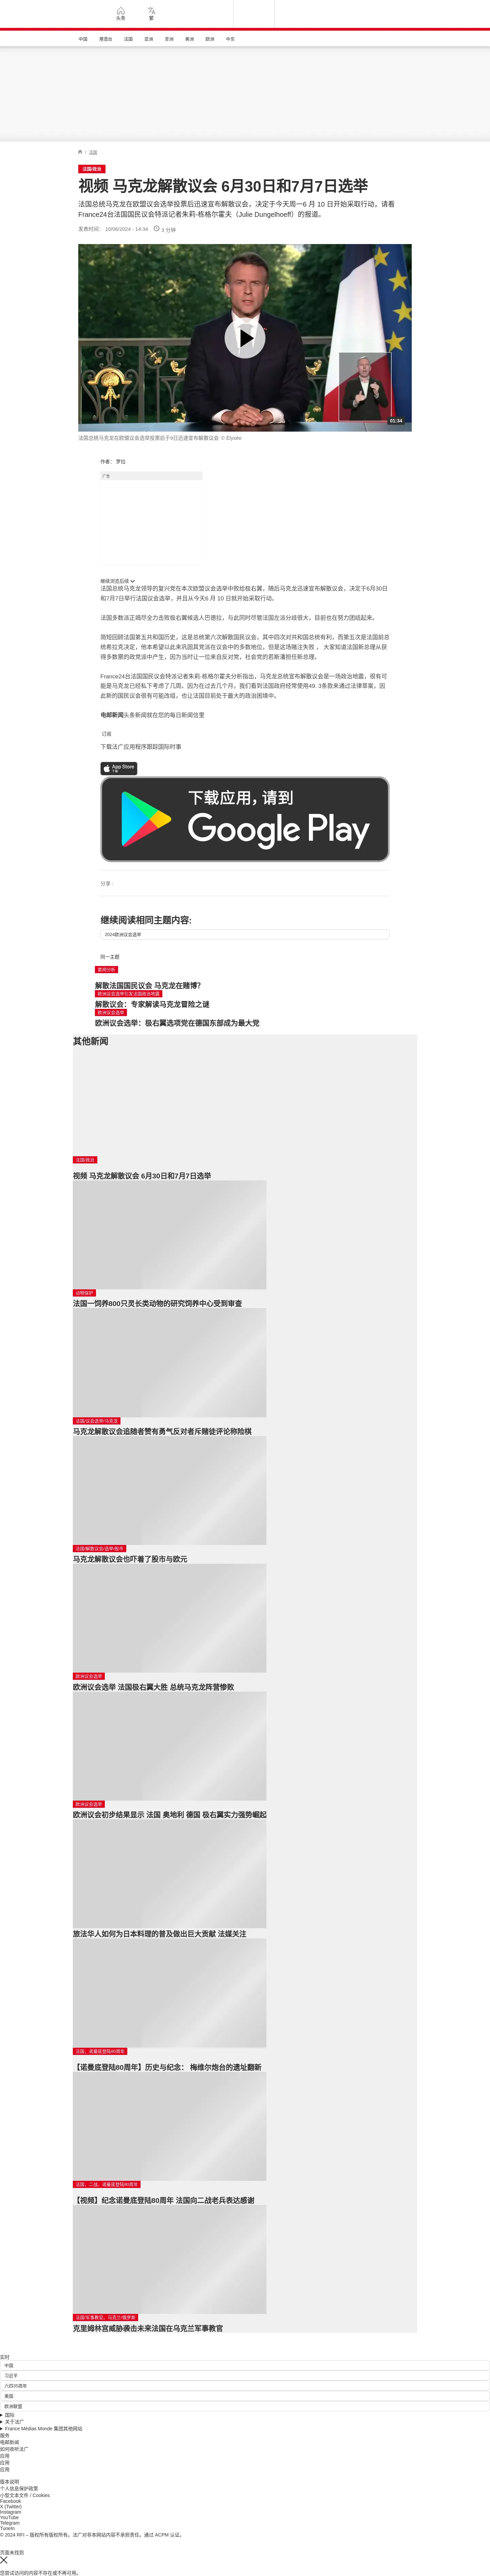 头条
繁
中国
港澳台
法国
亚洲
非洲
美洲
欧洲
中东
/ 法国
法国/政治
视频 马克龙解散议会 6月30日和7月7日选举
法国总统马克龙在欧盟议会选举投票后迅速宣布解散议会，决定于今天周一6 月 10 日开始采取行动，请看
France24台法国国民议会特派记者朱莉·格格尔霍夫（Julie Dungelhoeff）的报道。
发表时间： 10/06/2024 - 14:34
3 分钟
01:34
法国总统马克龙在欧盟议会选举投票后于9日迅速宣布解散议会 © Elysée
作者： 罗拉
广告
继续浏览后续
法国总统马克龙领导的复兴党在本次欧盟议会选举中败给极右翼，随后马克龙迅速宣布解散议会，决定于6月30日
和7月7日举行法国议会选举，并且从今天6 月 10 日就开始采取行动。
法国多数派正竭尽全力击败极右翼候选人巴德拉，与此同时尽管法国左派分歧很大，目前也在努力团结起来。
简短回顾法国第五共和国历史，这是总统第六次解散国民议会，其中四次对共和国总统有利，而第五次是法国前总
统希拉克决定，他本希望以此来巩固其党派在议会中的多数地位，但是这场赌注失败 ， 大家知道法国新总理从获
得多数票的政党派中产生，因为当时让一位来自反对党，社会党的若斯潘担任新总理。
France24台法国国民议会特派记者朱莉·格格尔霍夫分析指出，马克龙总统宣布解散议会是一场政治地震，很有可
能是马克龙已经私下考虑了几周，因为在过去几个月，我们看到法国政府经常使用49. 3条款来通过法律草案，因
此新的国民议会很有可能改组，也让法国目前处于最大的政治困境中。
电邮新闻头条新闻就在您的每日新闻信里
订阅
下载法广应用程序跟踪国际时事
App Store
下载
下载应用，请到
Google Play
分享 :
继续阅读相同主题内容:
2024欧洲议会选举
同一主题
要闻分析
解散法国国民议会 马克龙在赌博？
欧洲议会选举引发法国政治地震
解散议会：专家解读马克龙冒险之谜
欧洲议会选举
欧洲议会选举：极右翼选项党在德国东部成为最大党
其他新闻
法国/政治
视频 马克龙解散议会 6月30日和7月7日选举
动物保护
法国一饲养800只灵长类动物的研究饲养中心受到审查
法国/议会选举/马克龙
马克龙解散议会追随者赞有勇气反对者斥赌徒评论称险棋
法国/解散议会/选举/股市
马克龙解散议会也吓着了股市与欧元
欧洲议会选举
欧洲议会选举 法国极右翼大胜 总统马克龙阵营惨败
欧洲议会选举
欧洲议会初步结果显示 法国 奥地利 德国 极右翼实力强势崛起
旅法华人如何为日本料理的普及做出巨大贡献 法媒关注
法国、诺曼底登陆80周年
【诺曼底登陆80周年】历史与纪念： 梅维尔炮台的遗址翻新
法国、二战、诺曼底登陆80周年
【视频】纪念诺曼底登陆80周年 法国向二战老兵表达感谢
法国/军事教官、乌克兰/俄罗斯
克里姆林宫威胁袭击未来法国在乌克兰军事教官
实时
中国
习近平
六四35周年
美国
欧洲联盟
国际
关于法广
France Médias Monde 集团其他网站
服务
电邮新闻
如何收听法广
应用
应用
应用
版本说明
个人信息保护政策
小型文本文件 / Cookies
Facebook
X (Twitter)
Instagram
YouTube
Telegram
TuneIn
© 2024 RFI – 版权所有版权所有。法广对非本网站内容不承担责任。通过 ACPM 认证。
页面未找到
您尝试访问的内容不存在或不再可用。